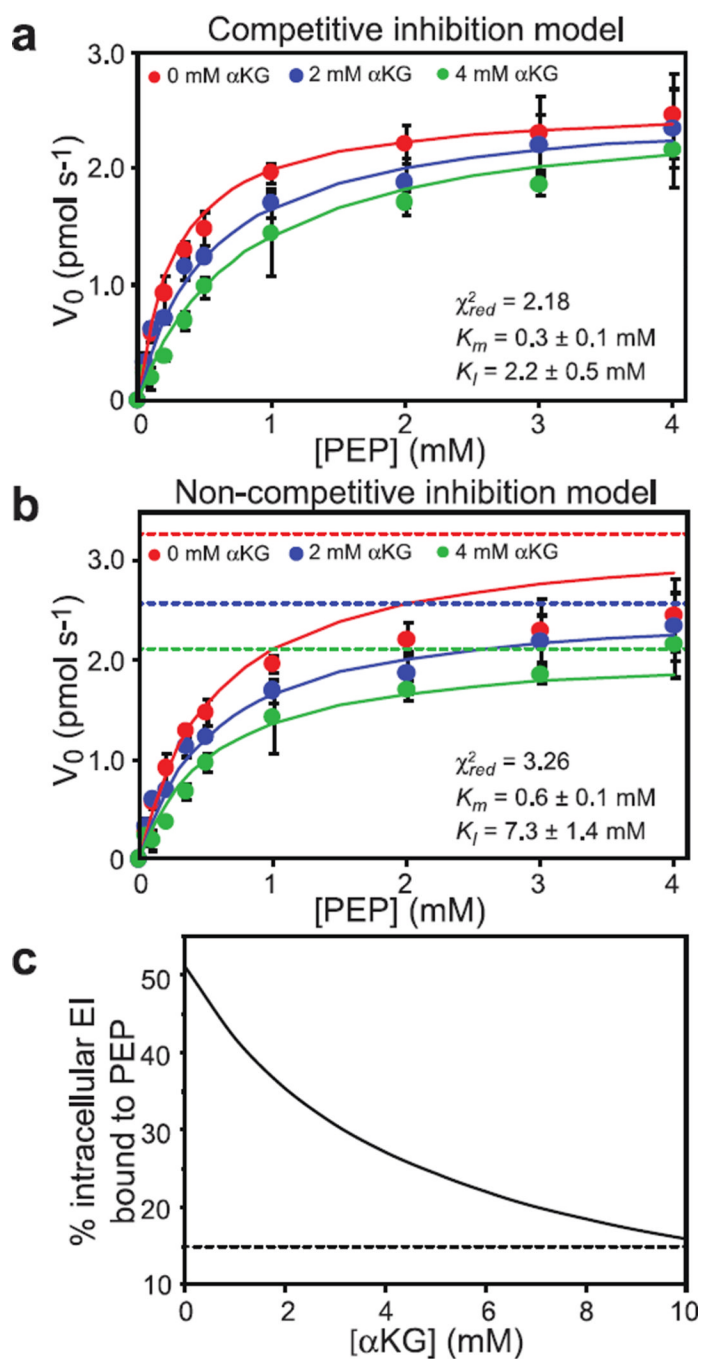 a
Competitive inhibition model
3.0
0 mM αKG 2 mM αKG 4 mM αKG
2.0
V0 (pmol s-1)
1.0
χ²red = 2.18
Km = 0.3 ± 0.1 mM
KI = 2.2 ± 0.5 mM
0
0 1 2 3 4
[PEP] (mM)
b
Non-competitive inhibition model
0 mM αKG 2 mM αKG 4 mM αKG
3.0
2.0
V0 (pmol s-1)
1.0
χ²red = 3.26
Km = 0.6 ± 0.1 mM
KI = 7.3 ± 1.4 mM
0
0 1 2 3 4
[PEP] (mM)
c
50
% intracellular EI
bound to PEP
40
30
20
10
0 2 4 6 8 10
[αKG] (mM)